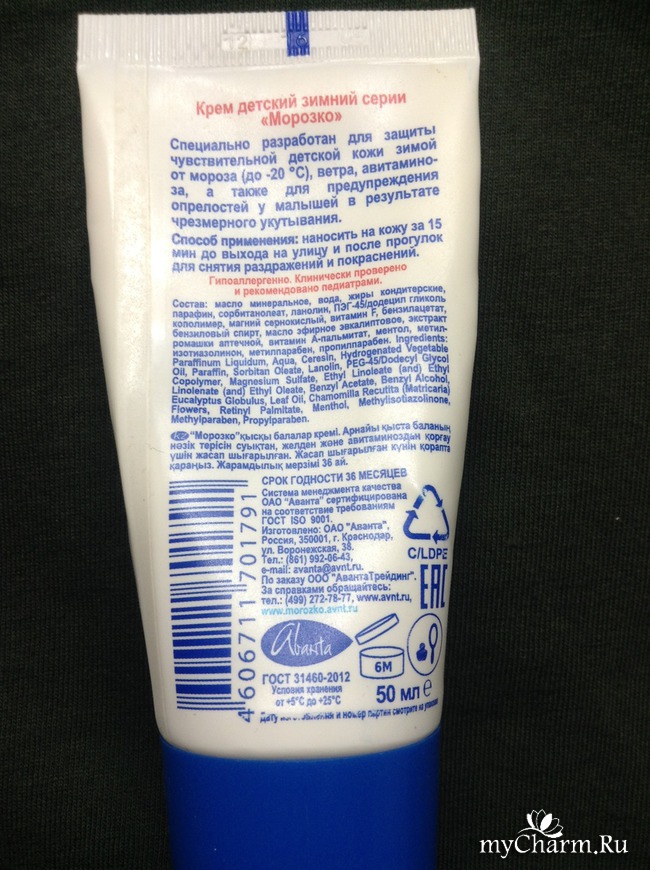 12
Крем детский зимний серии
«Морозко»
Специально разработан для защиты
чувствительной детской кожи зимой
от мороза (до -20 °С), ветра, авитамино-
за, а также для предупреждения
опрелостей у малышей в результате
чрезмерного укутывания.
Способ применения: наносить на кожу за 15
мин до выхода на улицу и после прогулок
для снятия раздражений и покраснений.
Гипоаллергенно. Клинически проверено
и рекомендовано педиатрами.
Состав: масло минеральное, вода, жиры кондитерские,
парафин, сорбитанолеат, ланолин, ПЭГ-45/додецил гликоль
кополимер, магний сернокислый, витамин F, бензилацетат,
бензиловый спирт, масло эфирное эвкалиптовое, экстракт
ромашки аптечной, витамин А-пальмитат, ментол, метил-
изотиазолинон, метилпарабен, пропилпарабен. Ingredients:
Paraffinum Liquidum, Aqua, Ceresin, Hydrogenated Vegetable
Oil, Paraffin, Sorbitan Oleate, Lanolin, PEG-45/Dodecyl Glycol
Copolymer, Magnesium Sulfate, Ethyl Linoleate (and) Ethyl
Linolenate (and) Ethyl Oleate, Benzyl Acetate, Benzyl Alcohol,
Eucalyptus Globulus, Leaf Oil, Chamomilla Recutita (Matricaria)
Flowers, Retinyl Palmitate, Menthol, Methylisotiazolinone,
Methylparaben, Propylparaben.
"Морозко" қысқы балалар кремі. Арнайы қыста баланың
нәзік терісін суықтан, желден және авитаминоздан қорғау
үшін жасап шығарылған. Жасап шығарылған күнін қорапта
қараңыз. Жарамдылық мерзімі 36 ай.
СРОК ГОДНОСТИ 36 МЕСЯЦЕВ
Система менеджмента качества
ОАО "Аванта" сертифицирована
на соответствие требованиям
ГОСТ ISO 9001.
Изготовлено: ОАО "Аванта",
Россия, 350001, г. Краснодар,
ул. Воронежская, 38.
Тел.: (861) 992-06-43,
e-mail: avanta@avnt.ru.
По заказу ООО "АвантаТрейдинг".
За справками обращайтесь:
тел.: (499) 272-78-77, www.avnt.ru,
www.morozko.avnt.ru
C/LDPE
EAC
4 606711 701791
Avanta
6M
ГОСТ 31460-2012
Условия хранения
от +5°С до +25°С
50 мл e
Дату изготовления и номер партии смотрите на упаковке
myCharm.Ru